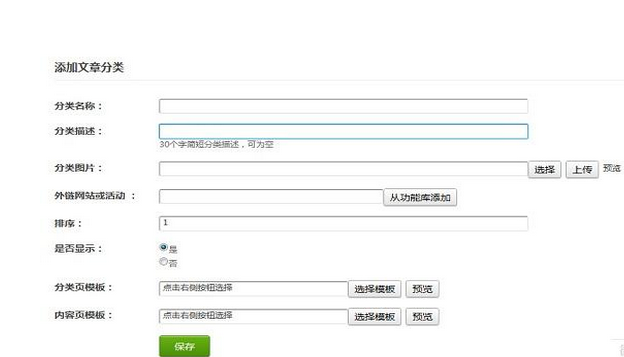 添加文章分类
分类名称：
分类描述：
30个字简短分类描述，可为空
分类图片： 选择 上传 预览
外链网站或活动 ： 从功能库添加
排序： 1
是否显示： 是
否
分类页模板： 点击右侧按钮选择 选择模板 预览
内容页模板： 点击右侧按钮选择 选择模板 预览
保存